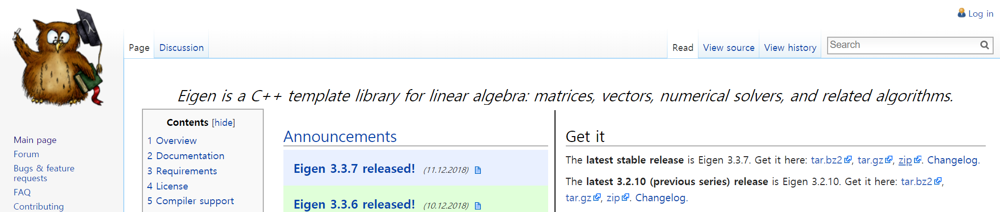 Log in
Page Discussion Read View source View history Search
Eigen is a C++ template library for linear algebra: matrices, vectors, numerical solvers, and related algorithms.
Main page
Forum
Bugs & feature
requests
FAQ
Contributing
Contents [hide]
1 Overview
2 Documentation
3 Requirements
4 License
5 Compiler support
Announcements
Eigen 3.3.7 released! (11.12.2018)
Eigen 3.3.6 released! (10.12.2018)
Get it
The latest stable release is Eigen 3.3.7. Get it here: tar.bz2, tar.gz, zip. Changelog.
The latest 3.2.10 (previous series) release is Eigen 3.2.10. Get it here: tar.bz2,
tar.gz, zip. Changelog.